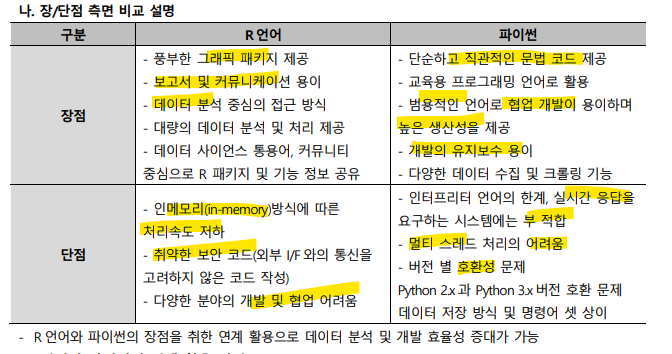 나. 장/단점 측면 비교 설명
구분
R 언어
파이썬
장점
- 풍부한 그래픽 패키지 제공
- 보고서 및 커뮤니케이션 용이
- 데이터 분석 중심의 접근 방식
- 대량의 데이터 분석 및 처리 제공
- 데이터 사이언스 통용어, 커뮤니티
중심으로 R 패키지 및 기능 정보 공유
- 단순하고 직관적인 문법 코드 제공
- 교육용 프로그래밍 언어로 활용
- 범용적인 언어로 협업 개발이 용이하며
높은 생산성을 제공
- 개발의 유지보수 용이
- 다양한 데이터 수집 및 크롤링 기능
단점
- 인메모리(in-memory)방식에 따른
처리속도 저하
- 취약한 보안 코드(외부 I/F 와의 통신을
고려하지 않은 코드 작성)
- 다양한 분야의 개발 및 협업 어려움
- 인터프리터 언어의 한계, 실시간 응답을
요구하는 시스템에는 부 적합
- 멀티 스레드 처리의 어려움
- 버전 별 호환성 문제
Python 2.x 과 Python 3.x 버전 호환 문제
데이터 저장 방식 및 명령어 셋 상이
- R 언어와 파이썬의 장점을 취한 연계 활용으로 데이터 분석 및 개발 효율성 증대가 가능